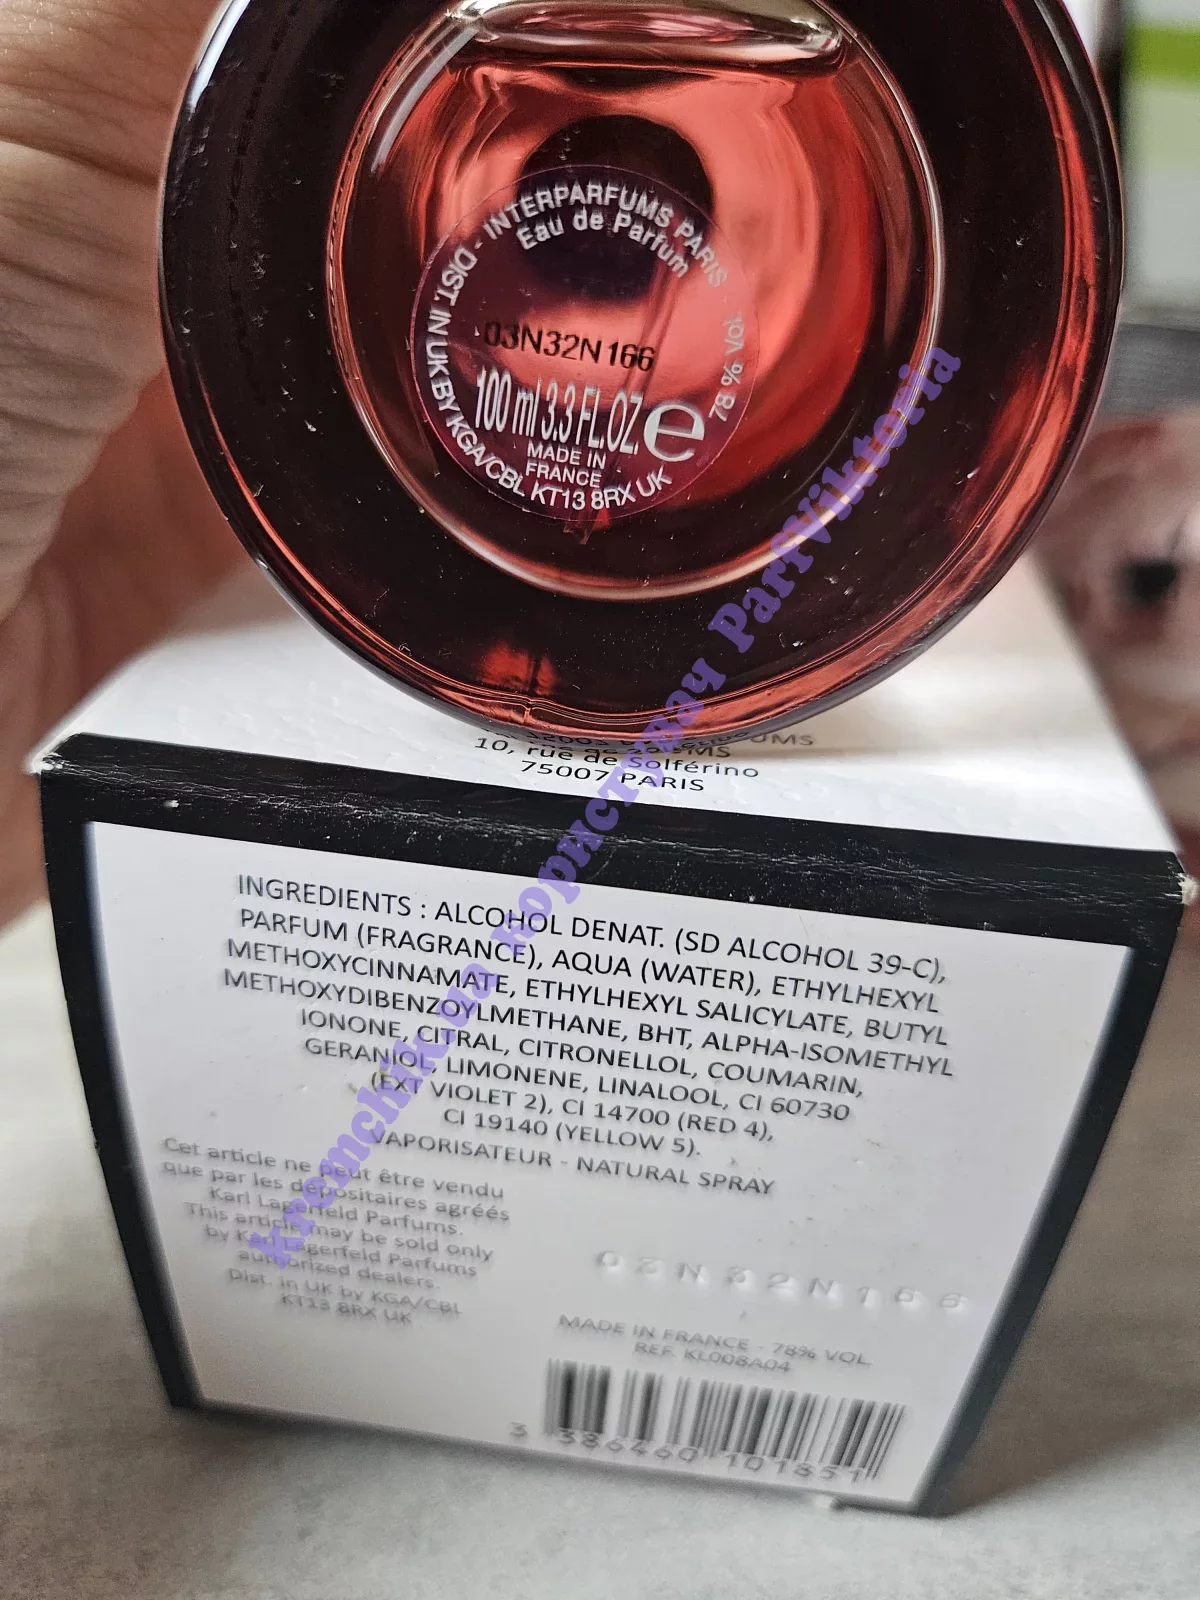 DIST. IN UK BY KGA/CBL KT13 8RX UK
- INTERPARFUMS PARIS - 78 % Vol.
Eau de Parfum
03N32N166
100 ml 3.3 FL.OZ. e
MADE IN
FRANCE
10, rue de Solférino
75007 PARIS
INGREDIENTS : ALCOHOL DENAT. (SD ALCOHOL 39-C),
PARFUM (FRAGRANCE), AQUA (WATER), ETHYLHEXYL
METHOXYCINNAMATE, ETHYLHEXYL SALICYLATE, BUTYL
METHOXYDIBENZOYLMETHANE, BHT, ALPHA-ISOMETHYL
IONONE, CITRAL, CITRONELLOL, COUMARIN,
GERANIOL, LIMONENE, LINALOOL, CI 60730
(EXT VIOLET 2), CI 14700 (RED 4),
CI 19140 (YELLOW 5).
VAPORISATEUR - NATURAL SPRAY
Cet article ne peut être vendu
que par les dépositaires agréés
Karl Lagerfeld Parfums.
This article may be sold only
by Karl Lagerfeld Parfums
authorized dealers.
Dist. in UK by KGA/CBL
KT13 8RX UK
03N32N166
MADE IN FRANCE - 78% VOL.
REF. KL008A04
3 386460 101851
kremchik.ua користувач ParfViktoria